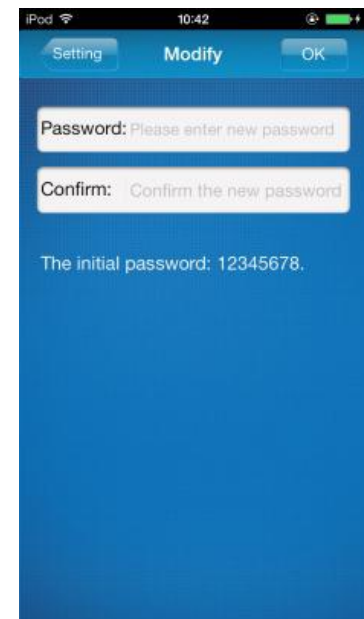 iPod 10:42
Setting Modify OK
Password: Please enter new password
Confirm: Confirm the new password
The initial password: 12345678.